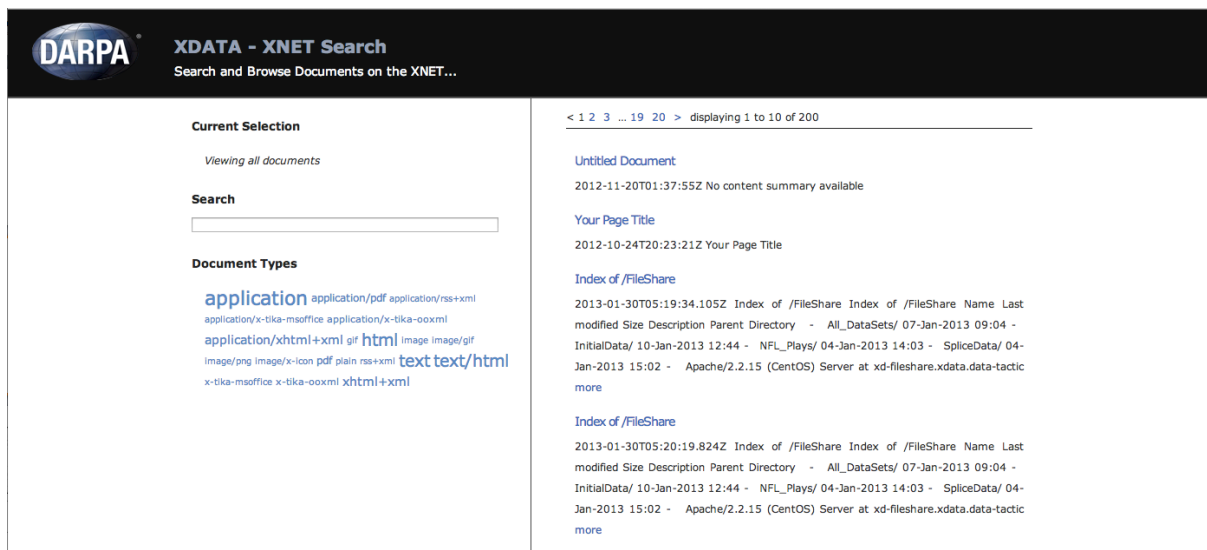 DARPA
XDATA - XNET Search
Search and Browse Documents on the XNET...
Current Selection
Viewing all documents
Search
Document Types
application application/pdf application/rss+xml
application/x-tika-msoffice application/x-tika-ooxml
application/xhtml+xml gif html image image/gif
image/png image/x-icon pdf plain rss+xml text text/html
x-tika-msoffice x-tika-ooxml xhtml+xml
< 1 2 3 ... 19 20 > displaying 1 to 10 of 200
Untitled Document
2012-11-20T01:37:55Z No content summary available
Your Page Title
2012-10-24T20:23:21Z Your Page Title
Index of /FileShare
2013-01-30T05:19:34.105Z Index of /FileShare Index of /FileShare Name Last
modified Size Description Parent Directory - All_DataSets/ 07-Jan-2013 09:04 -
InitialData/ 10-Jan-2013 12:44 - NFL_Plays/ 04-Jan-2013 14:03 - SpliceData/ 04-
Jan-2013 15:02 - Apache/2.2.15 (CentOS) Server at xd-fileshare.xdata.data-tactic
more
Index of /FileShare
2013-01-30T05:20:19.824Z Index of /FileShare Index of /FileShare Name Last
modified Size Description Parent Directory - All_DataSets/ 07-Jan-2013 09:04 -
InitialData/ 10-Jan-2013 12:44 - NFL_Plays/ 04-Jan-2013 14:03 - SpliceData/ 04-
Jan-2013 15:02 - Apache/2.2.15 (CentOS) Server at xd-fileshare.xdata.data-tactic
more